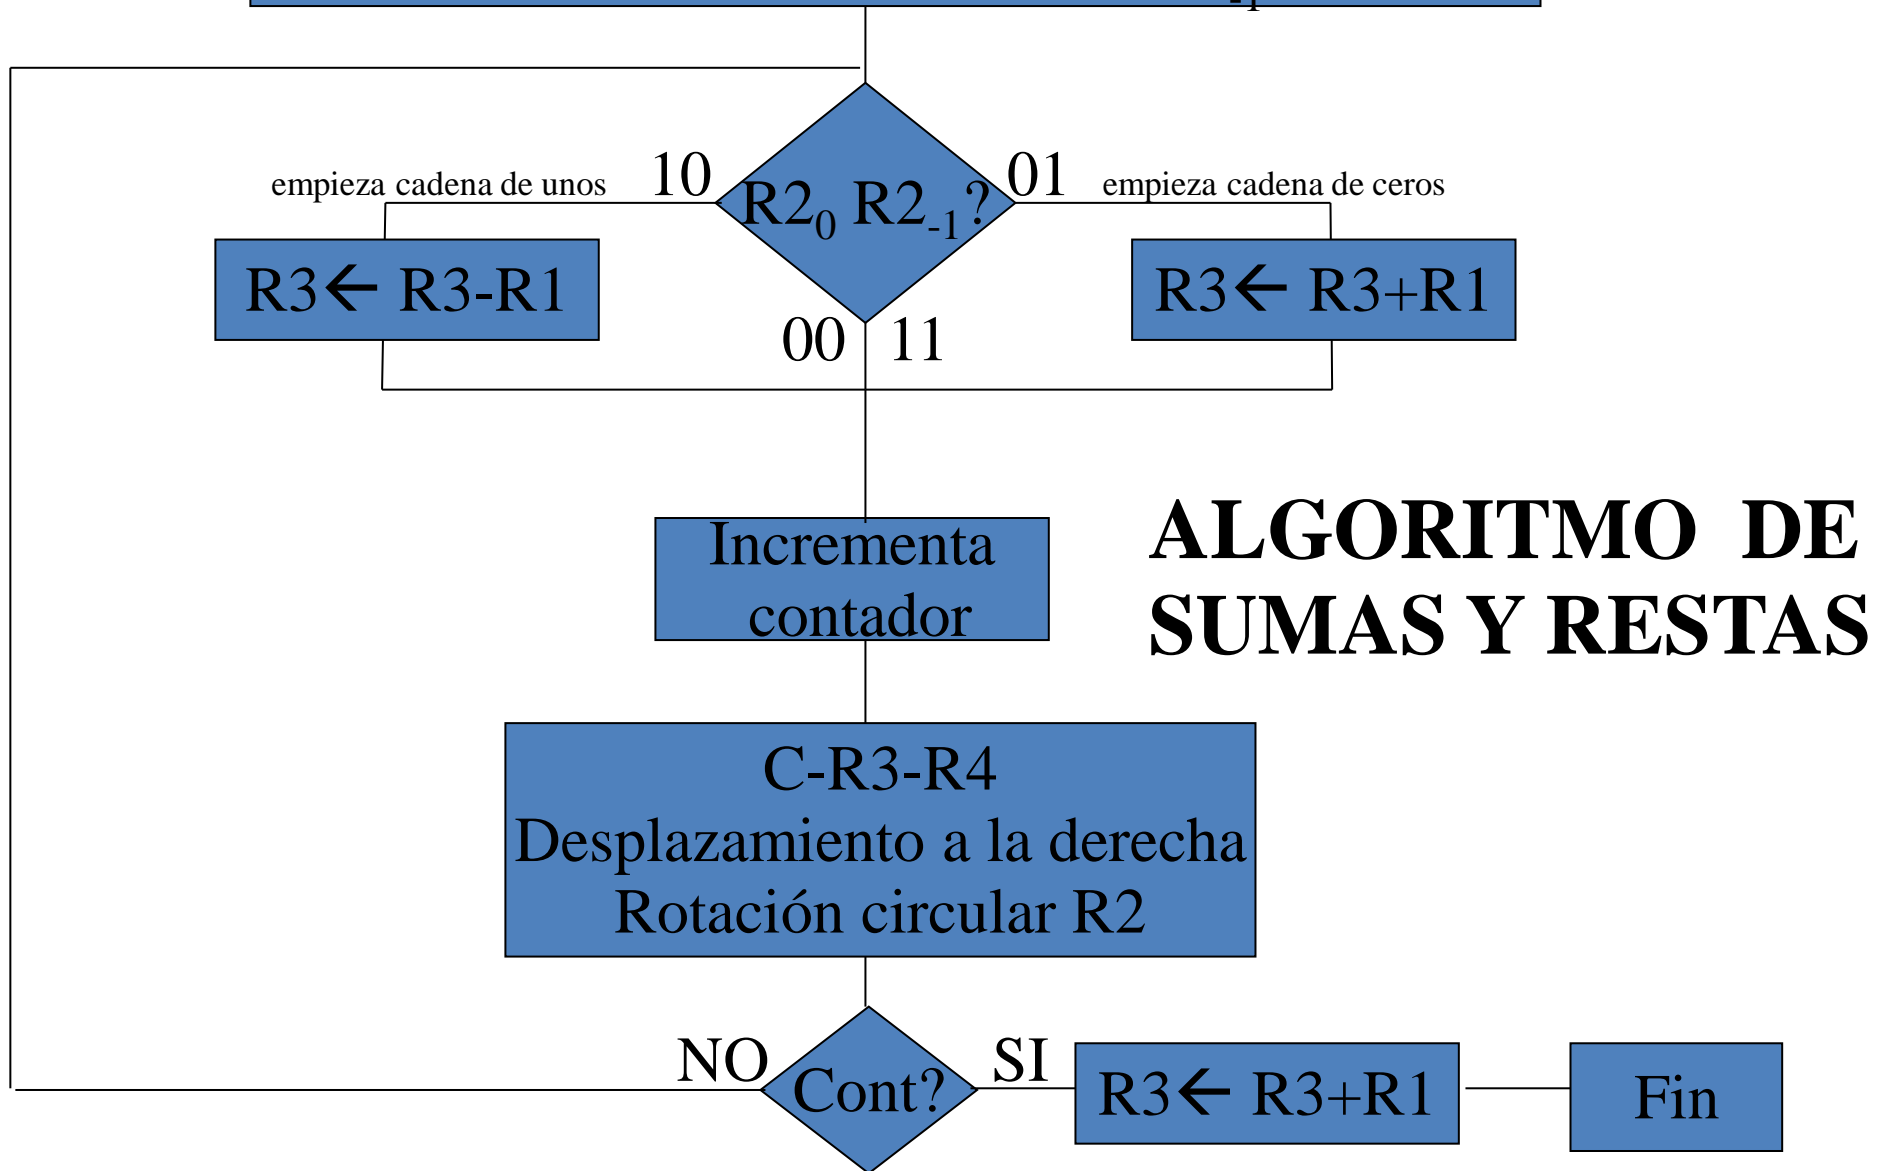 -1
10
01
empieza cadena de unos
empieza cadena de ceros
R2₀ R2₋₁?
R3← R3-R1
R3← R3+R1
00 11
Incrementa
contador
ALGORITMO DE
SUMAS Y RESTAS
C-R3-R4
Desplazamiento a la derecha
Rotación circular R2
NO
SI
Cont?
R3← R3+R1
Fin